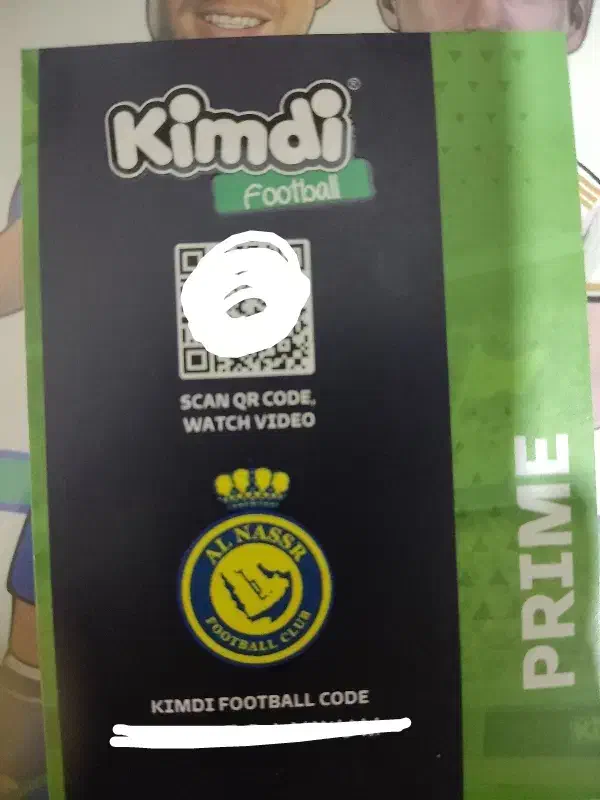 Kimdi®
Football
SCAN QR CODE,
WATCH VIDEO
AL NASSR
FOOTBALL CLUB
KIMDI FOOTBALL CODE
PRIME